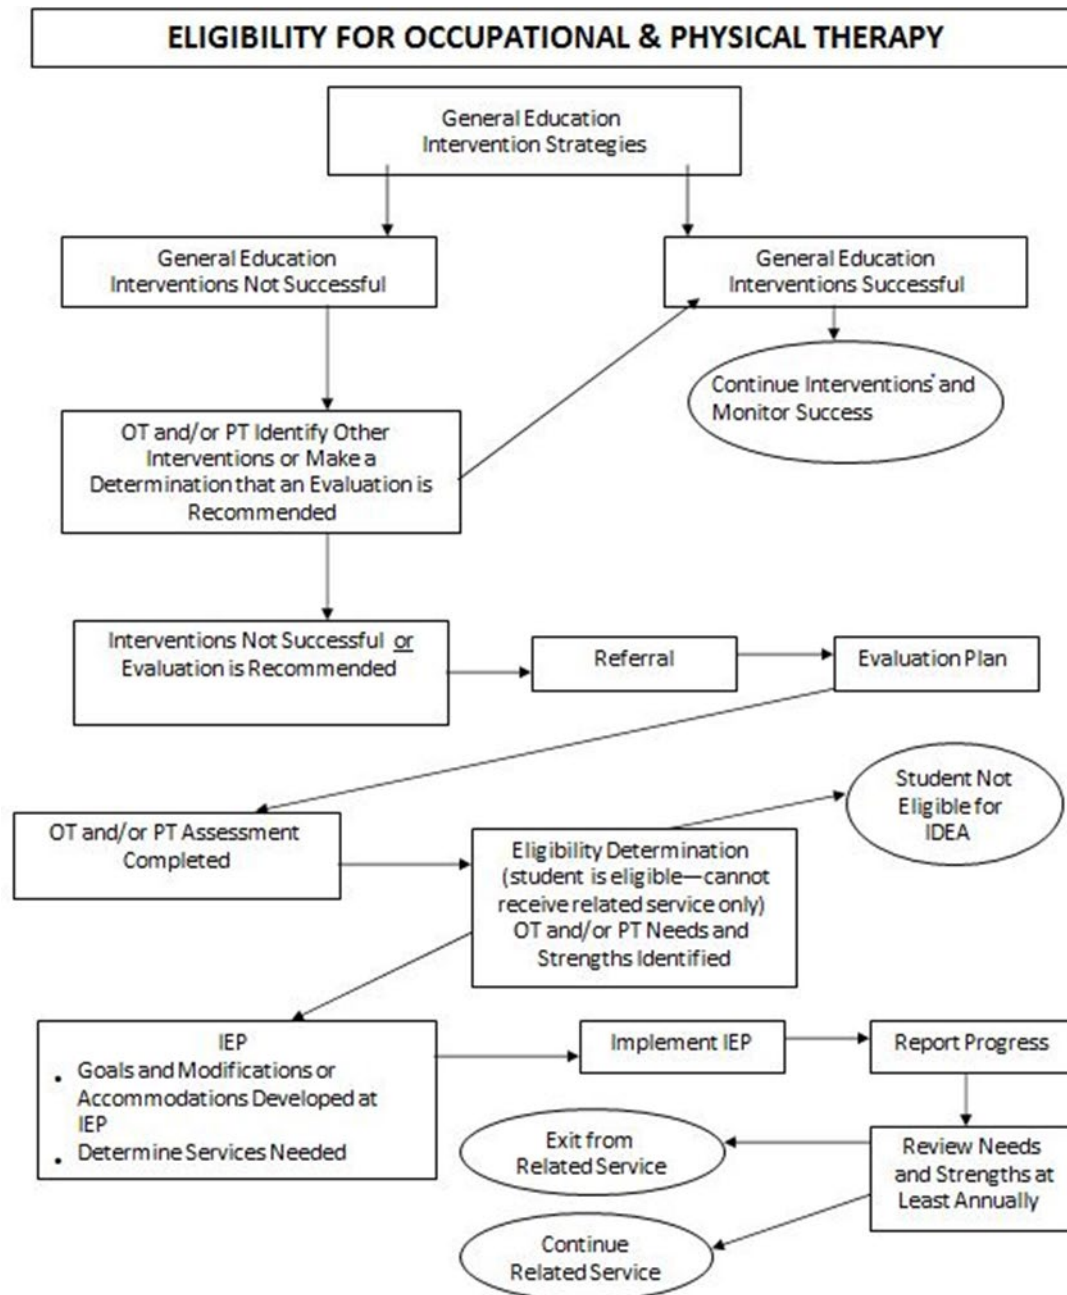 ELIGIBILITY FOR OCCUPATIONAL & PHYSICAL THERAPY
General Education
Intervention Strategies
General Education
Interventions Not Successful
General Education
Interventions Successful
Continue Interventions and
Monitor Success
OT and/or PT Identify Other
Interventions or Make a
Determination that an Evaluation is
Recommended
Interventions Not Successful or
Evaluation is Recommended
Referral
Evaluation Plan
Student Not
Eligible for
IDEA
OT and/or PT Assessment
Completed
Eligibility Determination
(student is eligible—cannot
receive related service only)
OT and/or PT Needs and
Strengths Identified
IEP
• Goals and Modifications or
Accommodations Developed at
IEP
• Determine Services Needed
Implement IEP
Report Progress
Exit from
Related Service
Review Needs
and Strengths at
Least Annually
Continue
Related Service